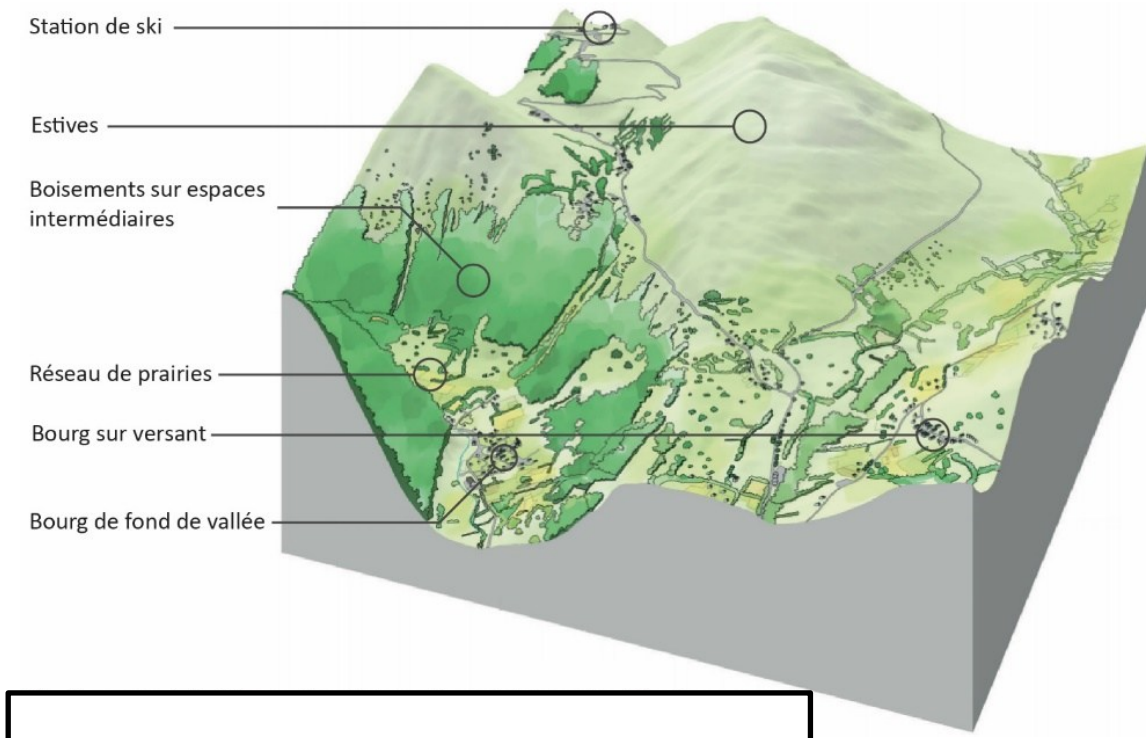 Station de ski
Estives
Boisements sur espaces
intermédiaires
Réseau de prairies
Bourg sur versant
Bourg de fond de vallée